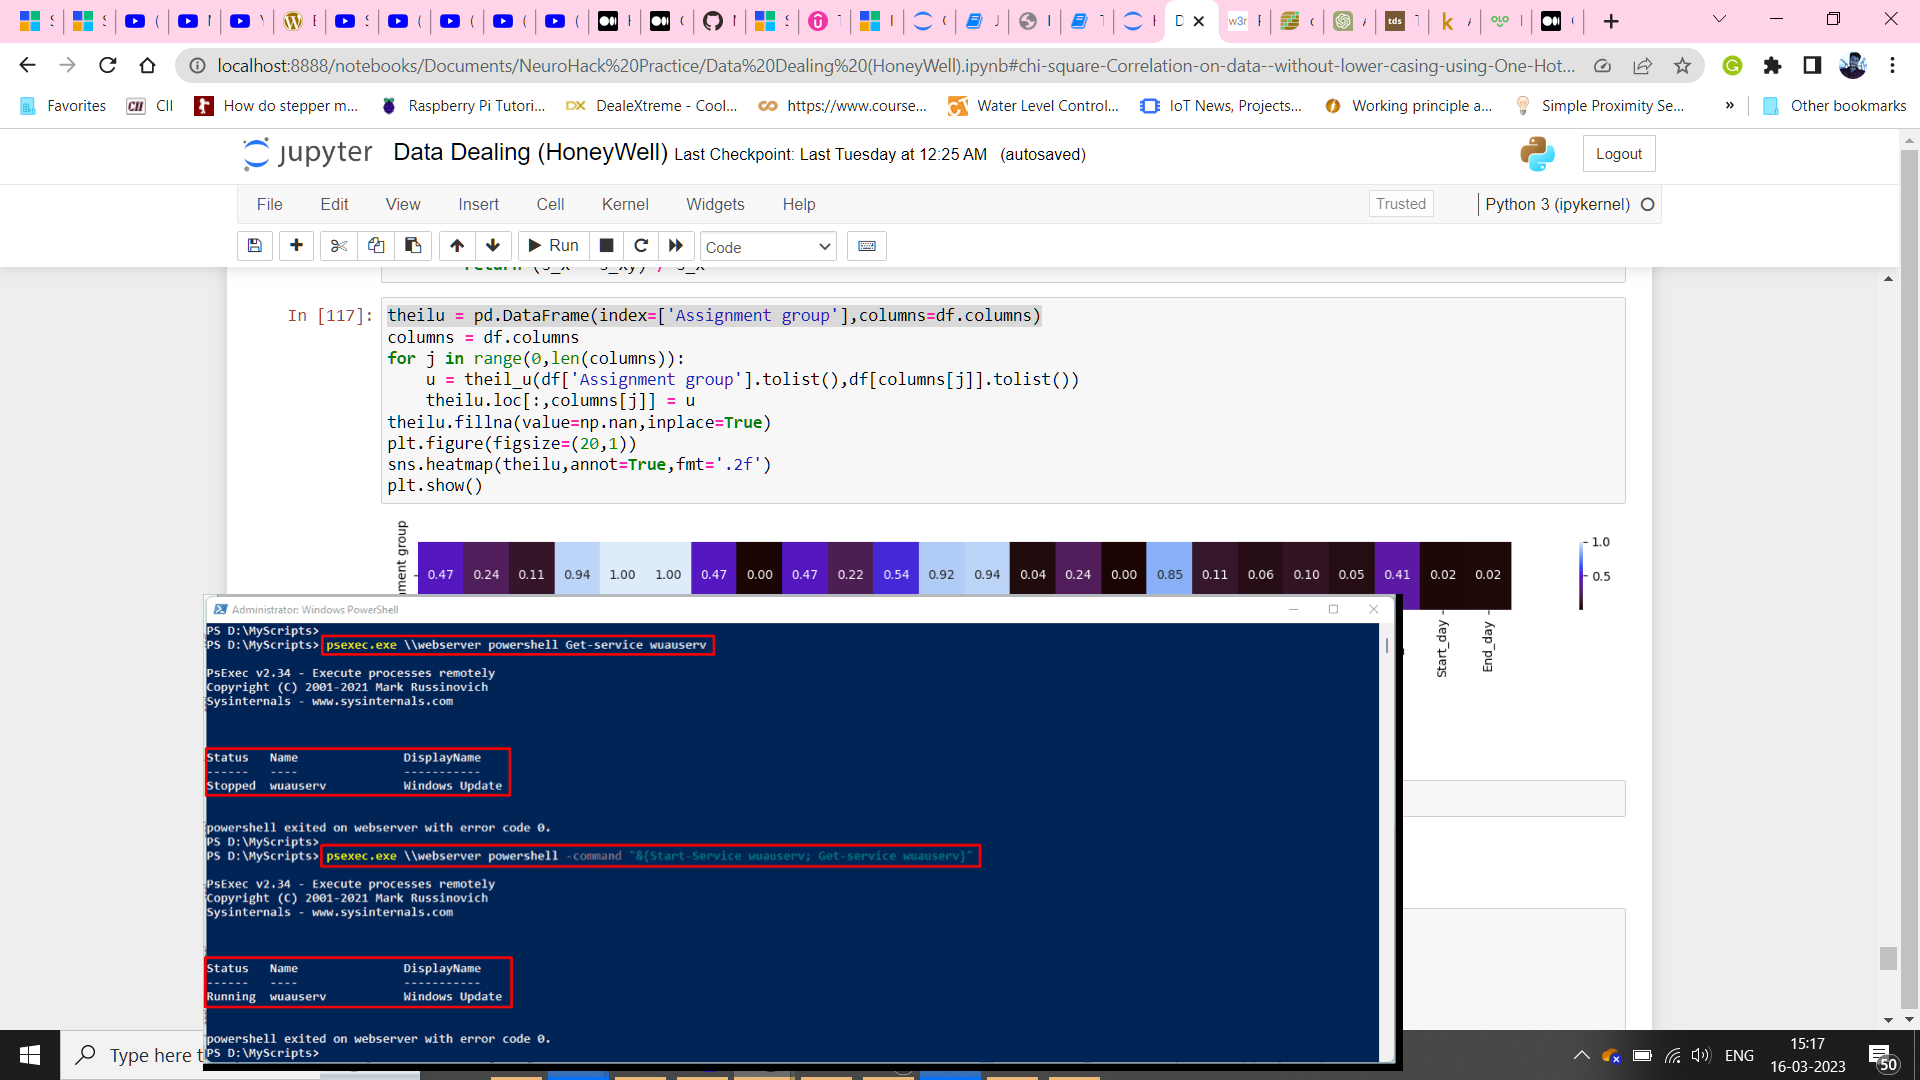 S
S
(
M
Y
E
S
(
(
(
(
H
C
N
S
T
I
C
J
I
T
H
D
w3r F
c
A
tds T
k A
OLO I
C
localhost:8888/notebooks/Documents/NeuroHack%20Practice/Data%20Dealing%20(HoneyWell).ipynb#chi-square-Correlation-on-data--without-lower-casing-using-One-Hot...
Favorites
CII CII
How do stepper m...
Raspberry Pi Tutori...
DX DealeXtreme - Cool...
https://www.course...
Water Level Control...
IoT News, Projects...
Working principle a...
Simple Proximity Se...
»
Other bookmarks
jupyter Data Dealing (HoneyWell) Last Checkpoint: Last Tuesday at 12:25 AM (autosaved)
Logout
File Edit View Insert Cell Kernel Widgets Help
Trusted
Python 3 (ipykernel)
Run
Code
return (s_x - s_xy) / s_x
In [117]:
theilu = pd.DataFrame(index=['Assignment group'],columns=df.columns)
columns = df.columns
for j in range(0,len(columns)):
u = theil_u(df['Assignment group'].tolist(),df[columns[j]].tolist())
theilu.loc[:,columns[j]] = u
theilu.fillna(value=np.nan,inplace=True)
plt.figure(figsize=(20,1))
sns.heatmap(theilu,annot=True,fmt='.2f')
plt.show()
ment group
0.47 0.24 0.11 0.94 1.00 1.00 0.47 0.00 0.47 0.22 0.54 0.92 0.94 0.04 0.24 0.00 0.85 0.11 0.06 0.10 0.05 0.41 0.02 0.02
1.0
0.5
Start_day
End_day
Administrator: Windows PowerShell
PS D:\MyScripts>
PS D:\MyScripts> psexec.exe \\webserver powershell Get-service wuauserv
PsExec v2.34 - Execute processes remotely
Copyright (C) 2001-2021 Mark Russinovich
Sysinternals - www.sysinternals.com
Status Name DisplayName
------ ---- -----------
Stopped wuauserv Windows Update
powershell exited on webserver with error code 0.
PS D:\MyScripts>
PS D:\MyScripts> psexec.exe \\webserver powershell -command "&{Start-Service wuauserv; Get-service wuauserv}"
PsExec v2.34 - Execute processes remotely
Copyright (C) 2001-2021 Mark Russinovich
Sysinternals - www.sysinternals.com
Status Name DisplayName
------ ---- -----------
Running wuauserv Windows Update
powershell exited on webserver with error code 0.
PS D:\MyScripts>
Type here t
ENG
15:17
16-03-2023
50